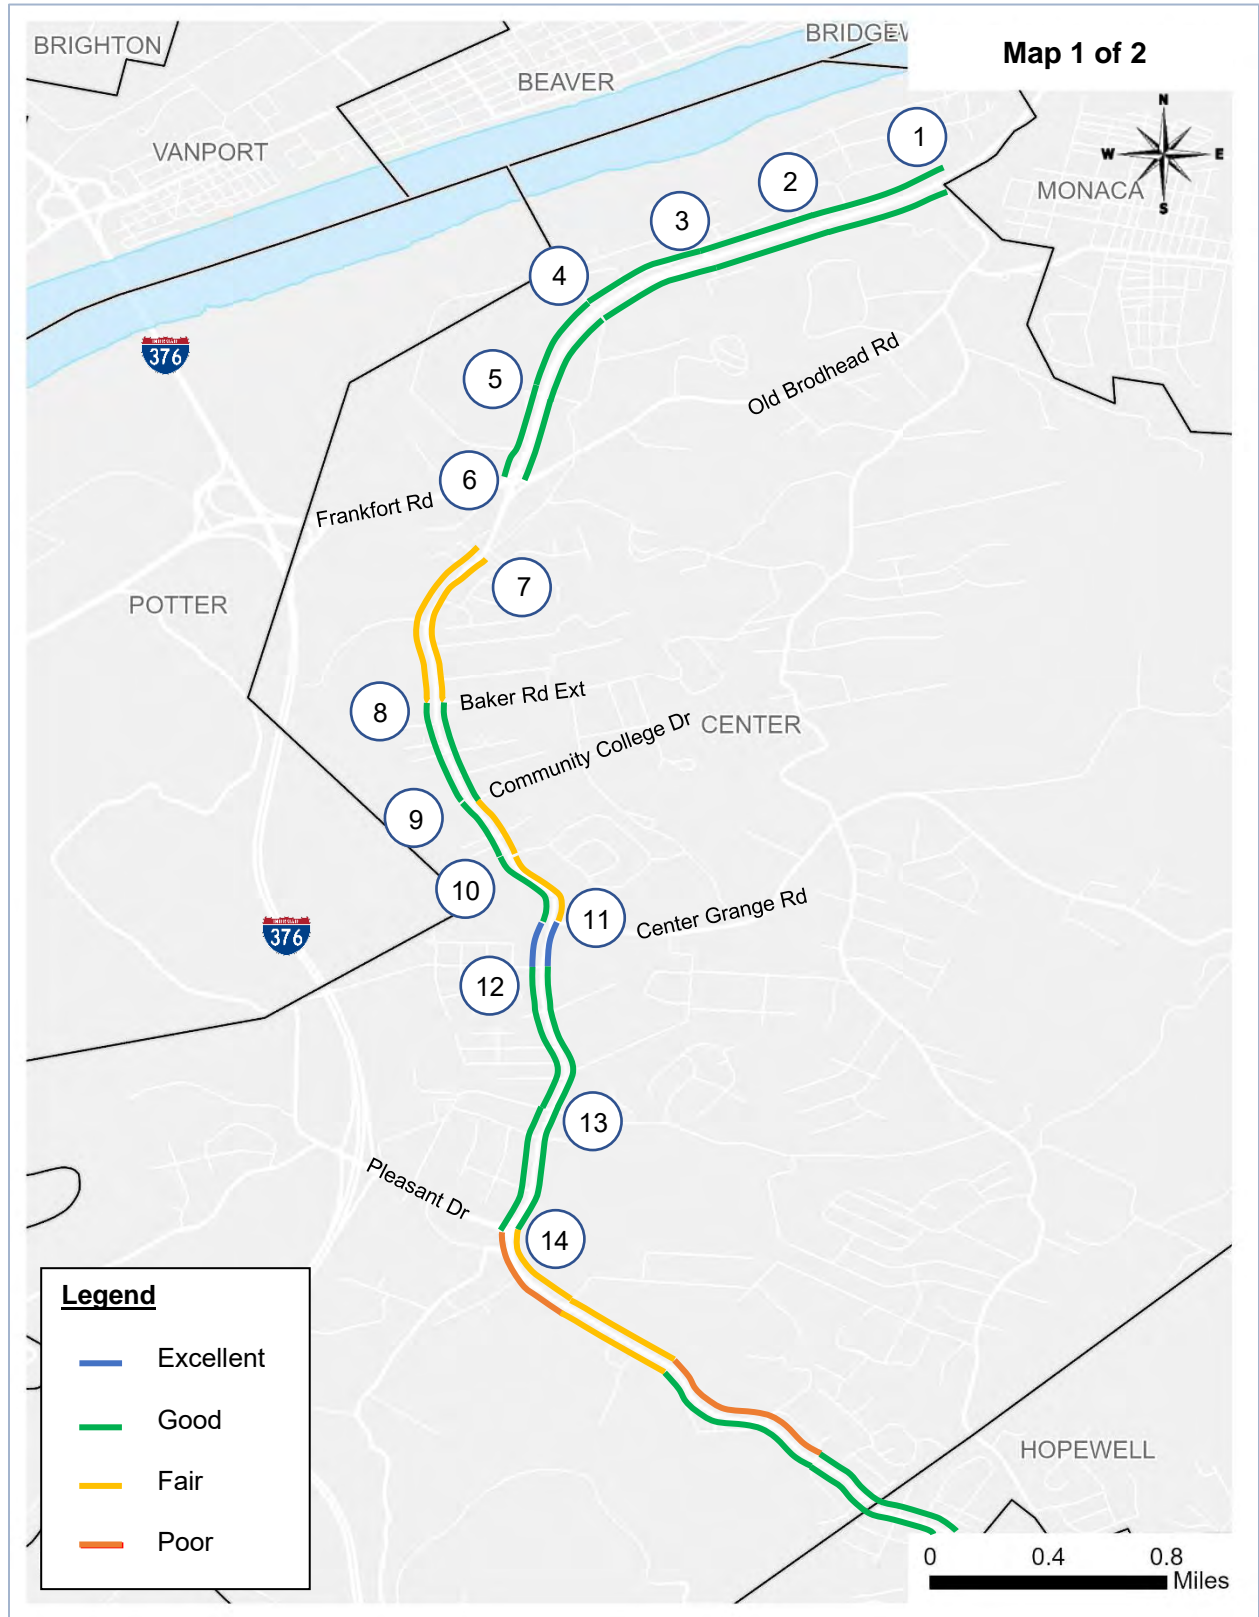 Map 1 of 2
BRIGHTON
BEAVER
VANPORT
N
W E
S
MONACA
1
2
3
4
376
5
Old Brodhead Rd
6
Frankfort Rd
7
POTTER
8
Baker Rd Ext
Community College Dr
CENTER
9
10
11
Center Grange Rd
376
12
13
Pleasant Dr
14
Legend
Excellent
Good
Fair
Poor
HOPEWELL
0 0.4 0.8
Miles